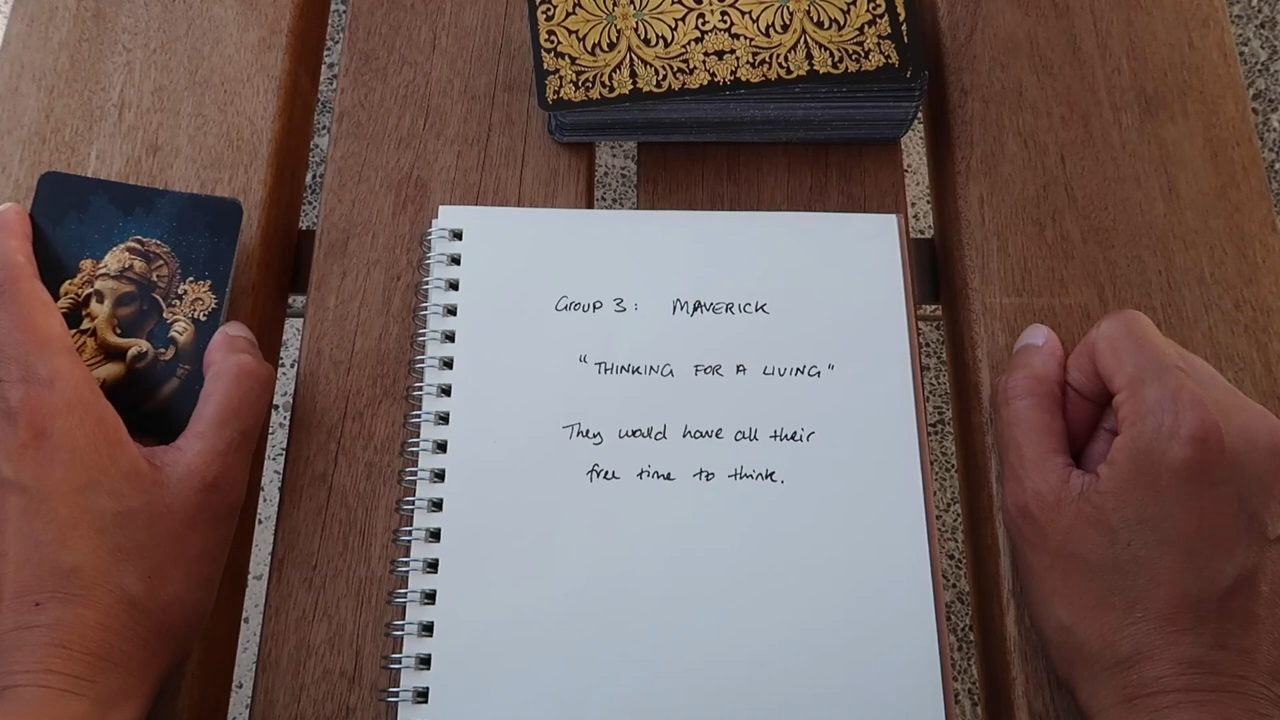 Group 3: MAVERICK
"THINKING FOR A LIVING"
They would have all their
free time to think.